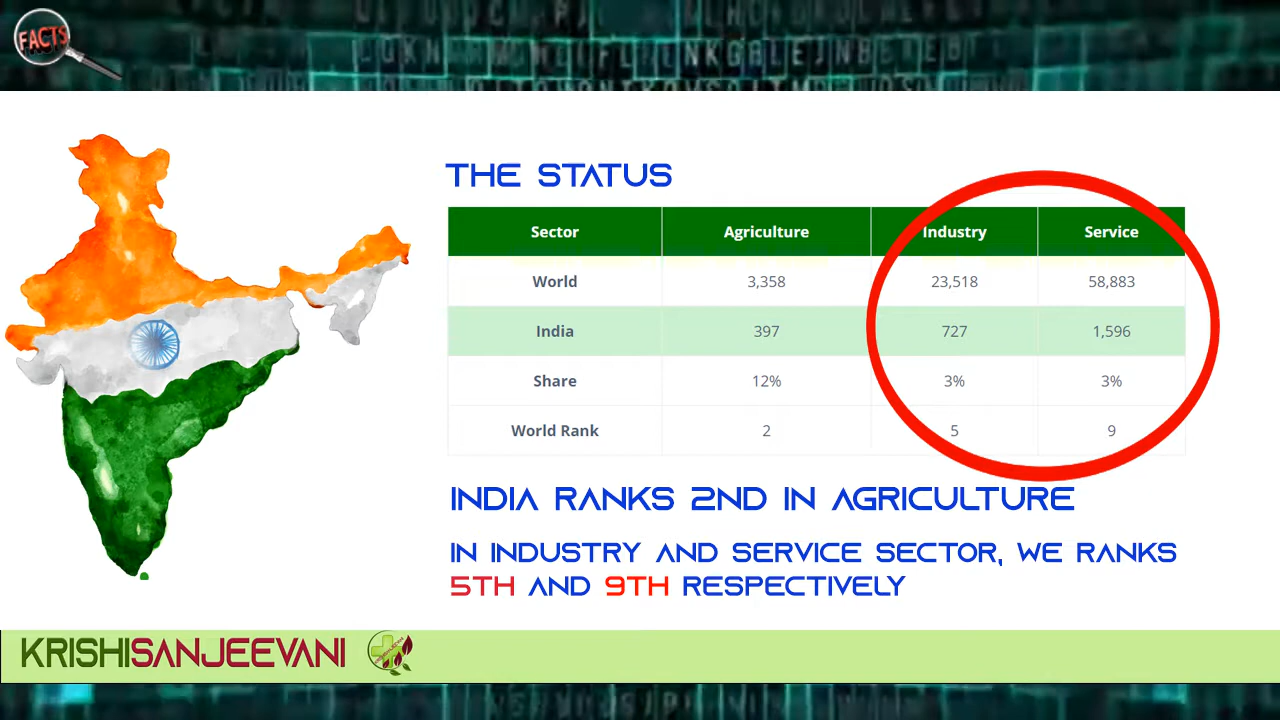 FACTS
THE STATUS
Sector Agriculture Industry Service
World 3,358 23,518 58,883
India 397 727 1,596
Share 12% 3% 3%
World Rank 2 5 9
INDIA RANKS 2ND IN AGRICULTURE
IN INDUSTRY AND SERVICE SECTOR, WE RANKS
5TH AND 9TH RESPECTIVELY
KRISHISANJEEVANI